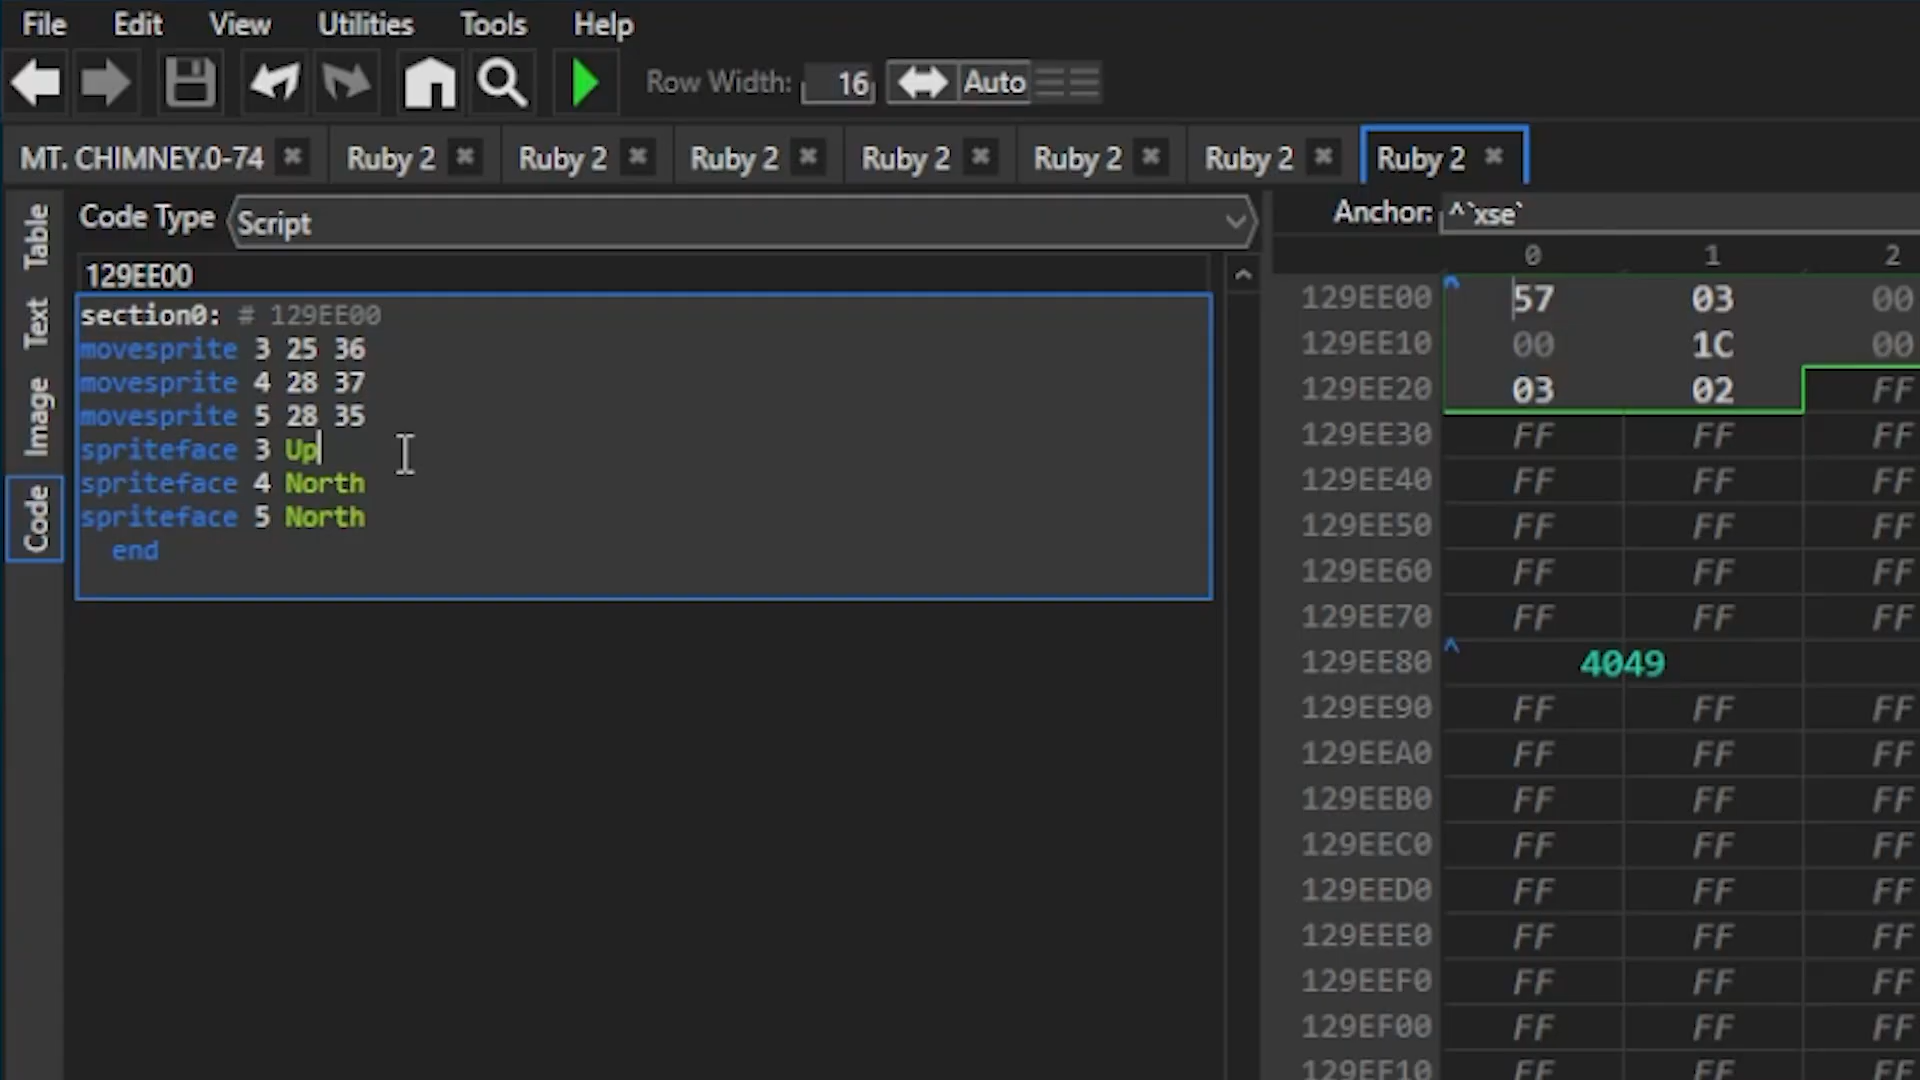 File Edit View Utilities Tools Help
Row Width: 16 Auto
MT. CHIMNEY.0-74 Ruby 2 Ruby 2 Ruby 2 Ruby 2 Ruby 2 Ruby 2 Ruby 2
Table
Text
Image
Code
Code Type Script
129EE00
section0: # 129EE00
movesprite 3 25 36
movesprite 4 28 37
movesprite 5 28 35
spriteface 3 Up
spriteface 4 North
spriteface 5 North
end
Anchor: ^`xse`
0 1 2
129EE00 57 03 00
129EE10 00 1C 00
129EE20 03 02 FF
129EE30 FF FF FF
129EE40 FF FF FF
129EE50 FF FF FF
129EE60 FF FF FF
129EE70 FF FF FF
129EE80 ^ 4049
129EE90 FF FF FF
129EEA0 FF FF FF
129EEB0 FF FF FF
129EEC0 FF FF FF
129EED0 FF FF FF
129EEE0 FF FF FF
129EEF0 FF FF FF
129EF00 FF FF FF
129EF10 FF FF FF